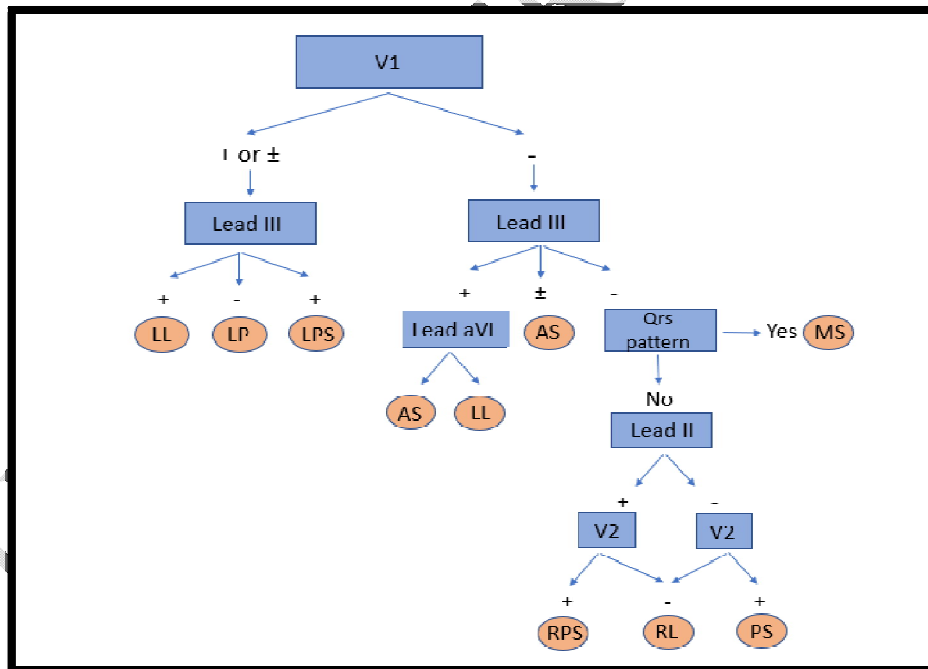 V1
+ or ±
-
Lead III
Lead III
+ - +
+ ± -
LL LP LPS
Lead aVl
AS
Qrs
pattern
Yes
MS
AS LL
No
Lead II
+ -
V2 V2
+ - +
RPS RL PS